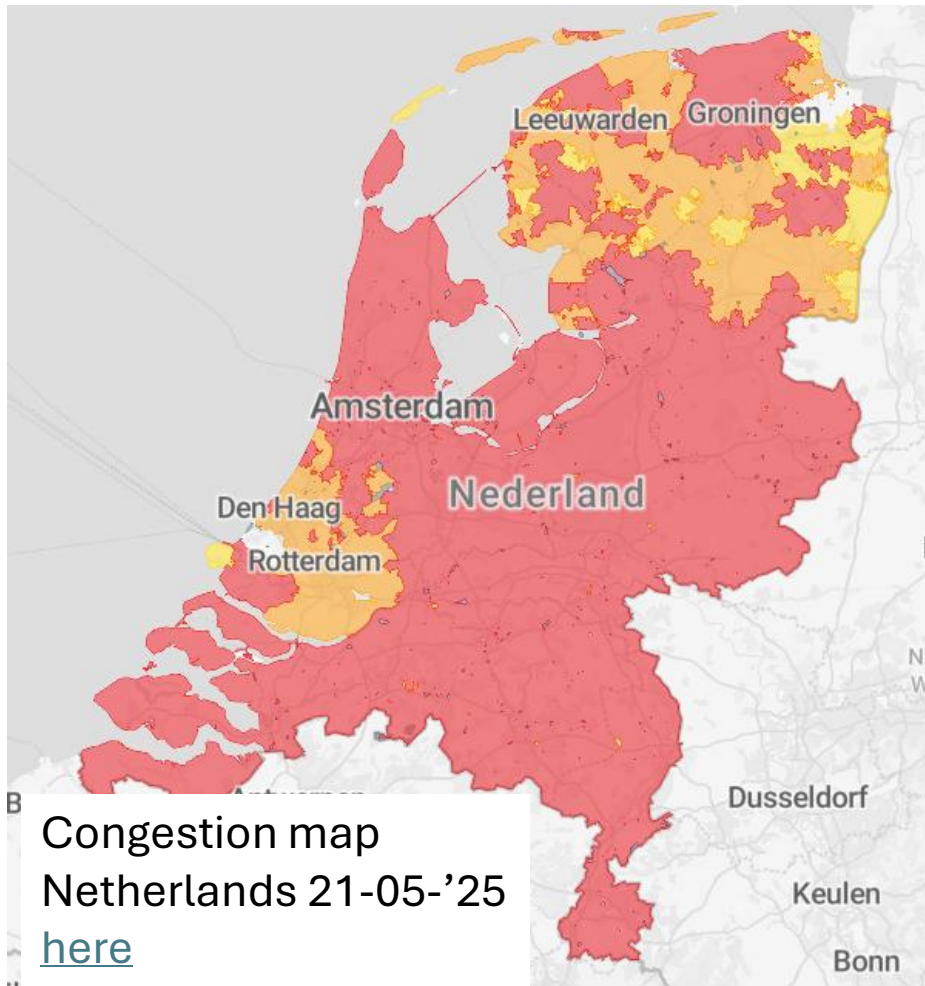 Leeuwarden
Groningen
Amsterdam
Nederland
Den Haag
Rotterdam
Dusseldorf
Keulen
Bonn
Congestion map
Netherlands 21-05-’25
here